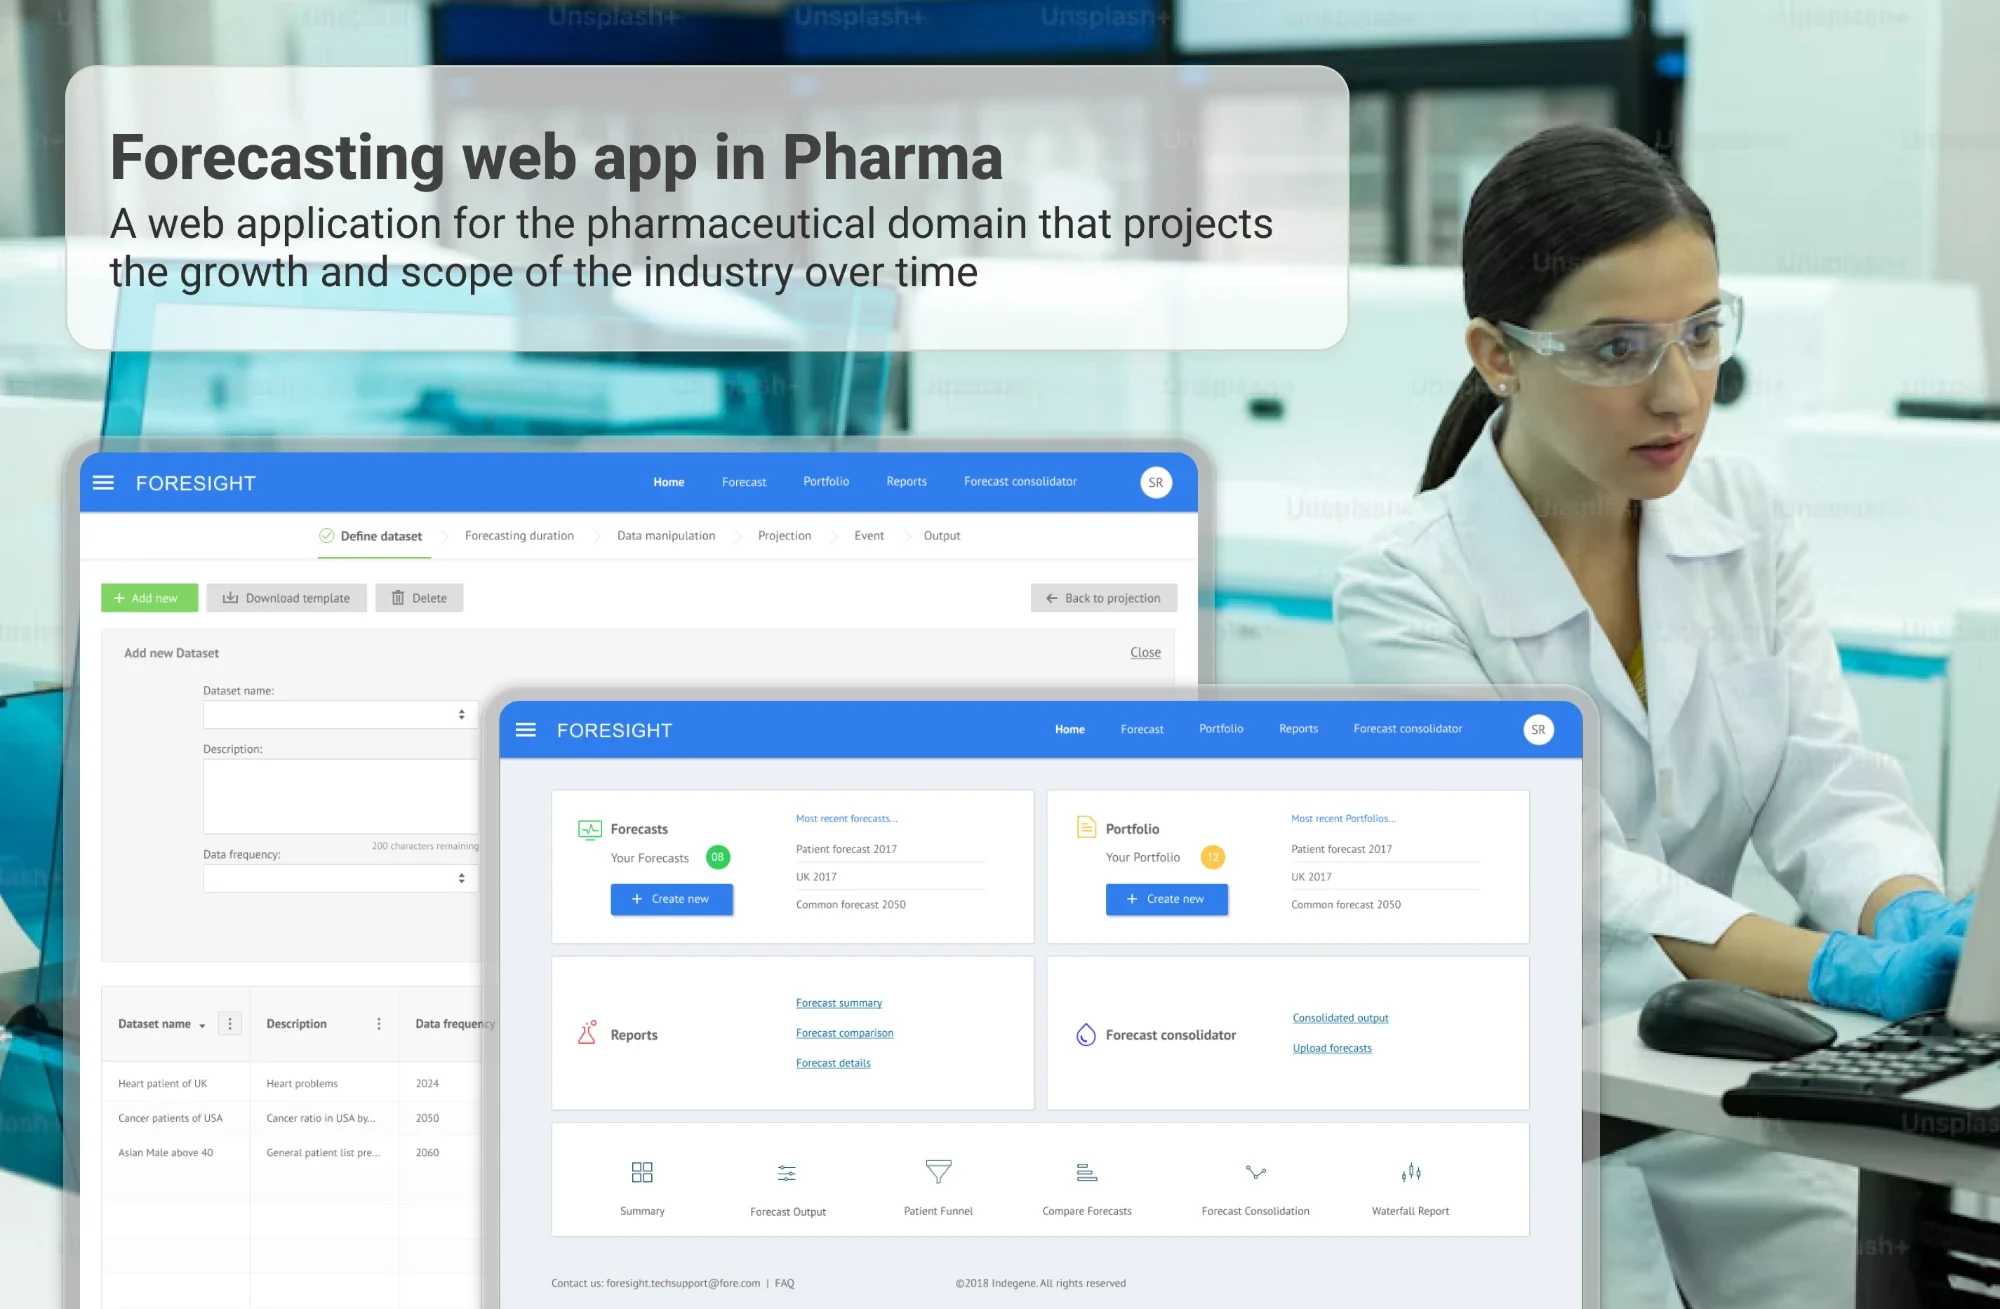 Forecasting web app in Pharma
A web application for the pharmaceutical domain that projects
the growth and scope of the industry over time
FORESIGHT
Home
Forecast
Portfolio
Reports
Forecast consolidator
SR
Define dataset
Forecasting duration
Data manipulation
Projection
Event
Output
+ Add new
Download template
Delete
Back to projection
Add new Dataset
Close
Dataset name:
Description:
200 characters remaining
Data frequency:
Dataset name
Description
Data frequency
Heart patient of UK
Heart problems
2024
Cancer patients of USA
Cancer ratio in USA by...
2050
Asian Male above 40
General patient list pre...
2060
FORESIGHT
Home
Forecast
Portfolio
Reports
Forecast consolidator
SR
Forecasts
Your Forecasts
08
+ Create new
Most recent forecasts...
Patient forecast 2017
UK 2017
Common forecast 2050
Portfolio
Your Portfolio
12
+ Create new
Most recent Portfolios...
Patient forecast 2017
UK 2017
Common forecast 2050
Reports
Forecast summary
Forecast comparison
Forecast details
Forecast consolidator
Consolidated output
Upload forecasts
Summary
Forecast Output
Patient Funnel
Compare Forecasts
Forecast Consolidation
Waterfall Report
Contact us: foresight.techsupport@fore.com | FAQ
©2018 Indegene. All rights reserved
Unsplash+
Unsplash+
Unsplash+